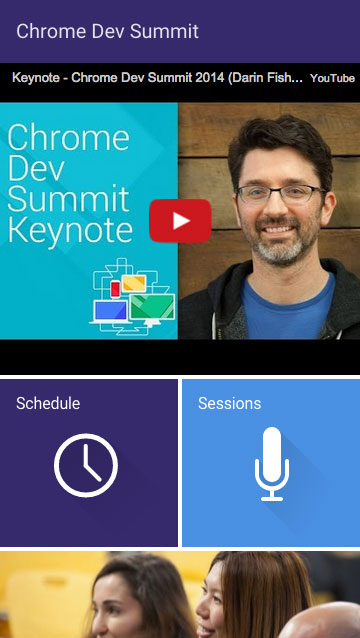 Chrome Dev Summit
Keynote - Chrome Dev Summit 2014 (Darin Fish... YouTube
Chrome
Dev
Summit
Keynote
Schedule
Sessions